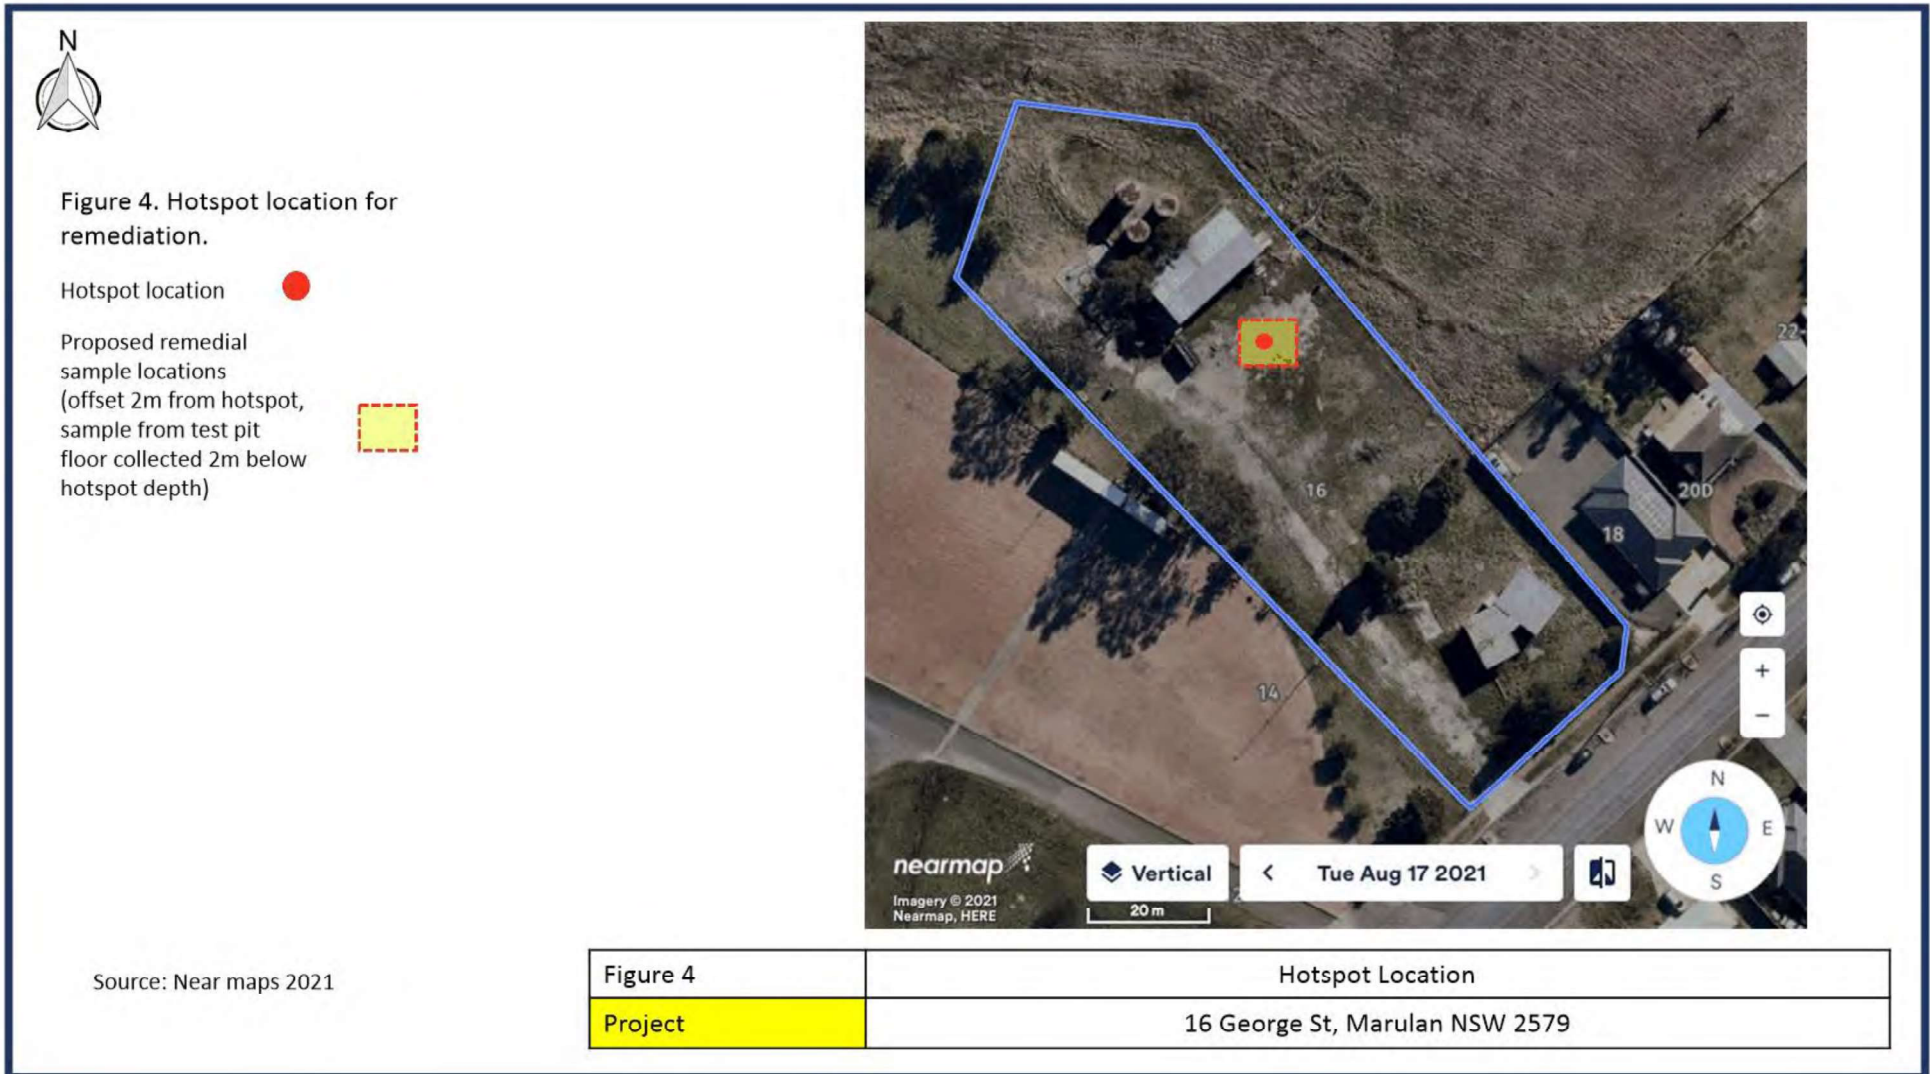 N
Figure 4. Hotspot location for
remediation.
Hotspot location
Proposed remedial
sample locations
(offset 2m from hotspot,
sample from test pit
floor collected 2m below
hotspot depth)
22
20D
18
16
14
+
−
N
W E
S
nearmap
Imagery © 2021
Nearmap, HERE
Vertical
< Tue Aug 17 2021 >
20 m
Source: Near maps 2021
Figure 4 Hotspot Location
Project 16 George St, Marulan NSW 2579